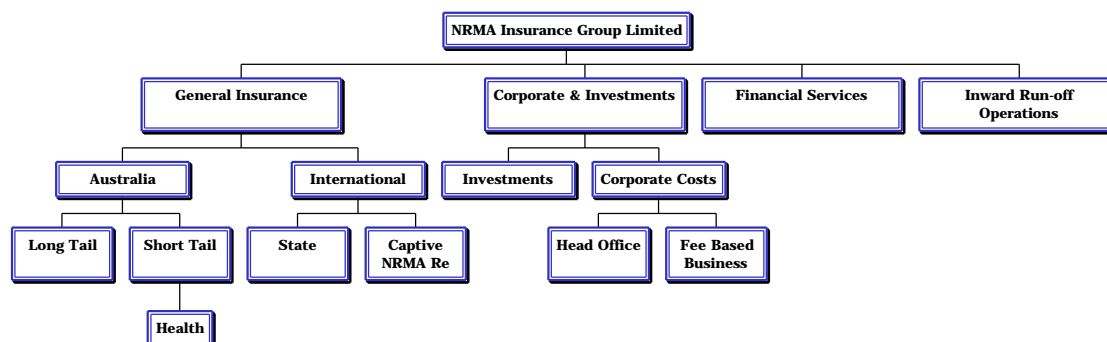 NRMA Insurance Group Limited
General Insurance
Corporate & Investments
Financial Services
Inward Run-off
Operations
Australia
International
Investments
Corporate Costs
Long Tail
Short Tail
State
Captive
NRMA Re
Head Office
Fee Based
Business
Health